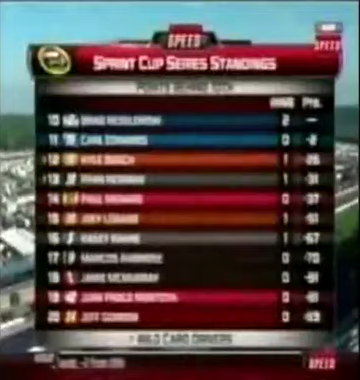 SPEED
SPEED
SPRINT CUP SERIES STANDINGS
POINTS BEHIND 10TH
WINS PTS.
10 BRAD KESELOWSKI 2 —
11 CARL EDWARDS 0 -2
12 KYLE BUSCH 1 -26
13 RYAN NEWMAN 1 -31
14 PAUL MENARD 0 -37
15 JOEY LOGANO 1 -51
16 KASEY KAHNE 1 -57
17 MARCOS AMBROSE 0 -70
18 JAMIE MCMURRAY 0 -91
19 JUAN PABLO MONTOYA 0
20 JEFF GORDON 0 -93
WILD CARD DRIVERS
SPEED